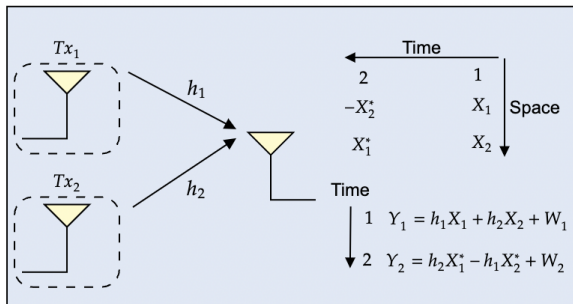 Tx₁
h₁
Tx₂
h₂
Time
2 1
−X₂* X₁
X₁* X₂
Space
Time
1 Y₁ = h₁X₁ + h₂X₂ + W₁
2 Y₂ = h₂X₁* − h₁X₂* + W₂